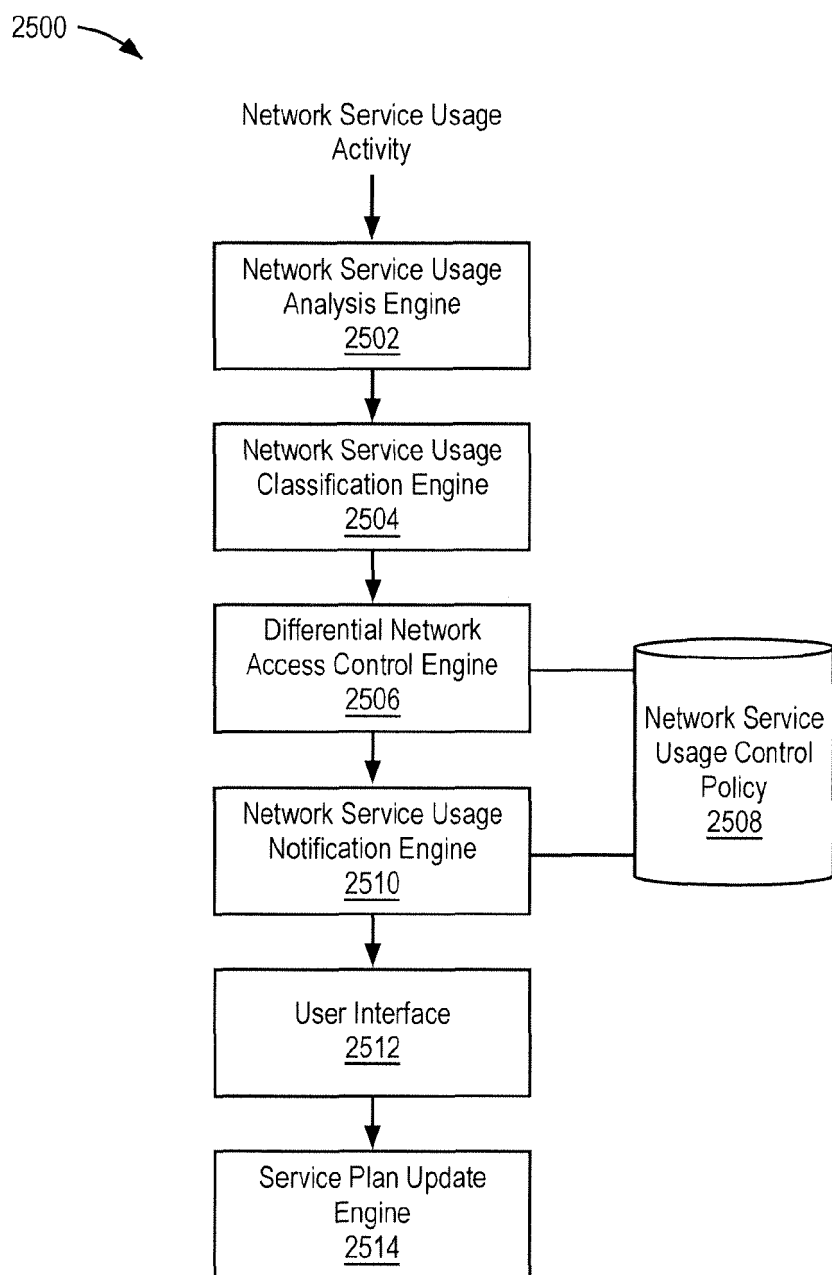 2500
Network Service Usage
Activity
Network Service Usage
Analysis Engine
2502
Network Service Usage
Classification Engine
2504
Differential Network
Access Control Engine
2506
Network Service
Usage Control
Policy
2508
Network Service Usage
Notification Engine
2510
User Interface
2512
Service Plan Update
Engine
2514